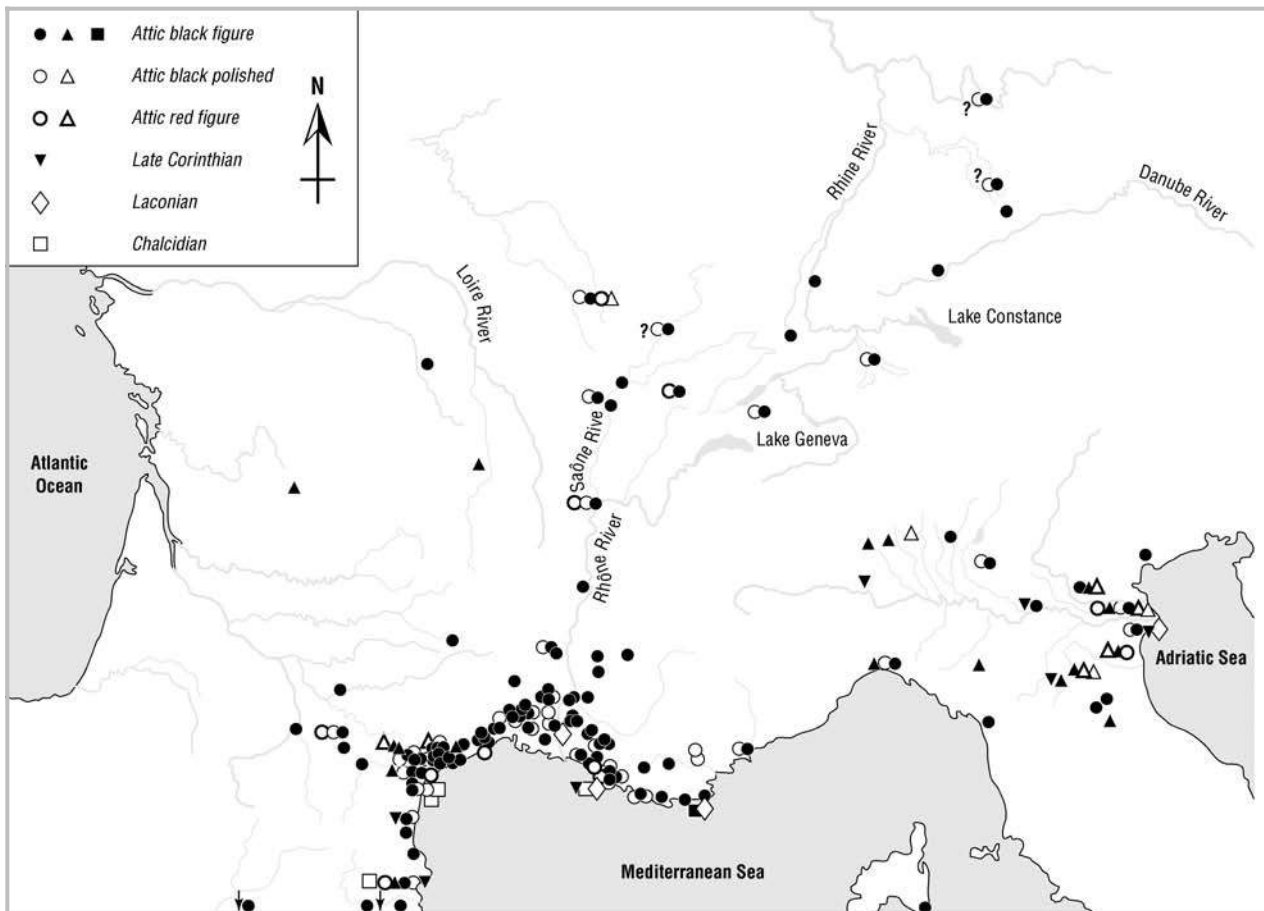 Attic black figure
Attic black polished
Attic red figure
Late Corinthian
Laconian
Chalcidian
N
?
Rhine River
?
Danube River
Loire River
Lake Constance
?
Saône Rive
Lake Geneva
Atlantic
Ocean
Rhône River
Adriatic Sea
Mediterranean Sea